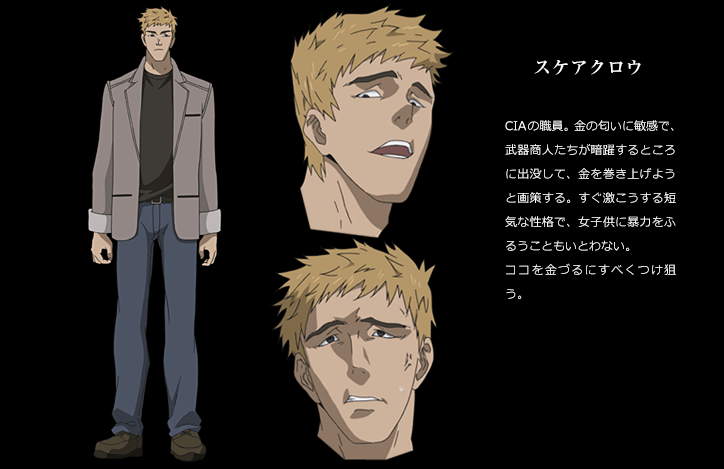 スケアクロウ
CIAの職員。金の匂いに敏感で、
武器商人たちが暗躍するところ
に出没して、金を巻き上げよう
と画策する。すぐ激こうする短
気な性格で、女子供に暴力をふ
るうこともいとわない。
ココを金づるにすべくつけ狙
う。